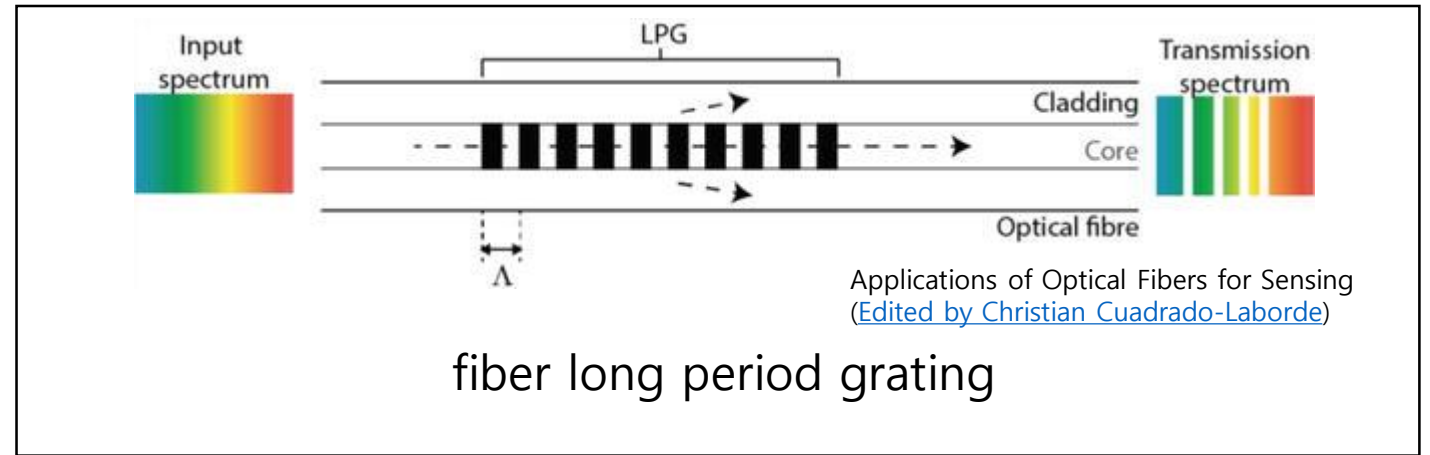 Input
spectrum
LPG
Transmission
spectrum
Cladding
Core
Optical fibre
Λ
Applications of Optical Fibers for Sensing
(Edited by Christian Cuadrado-Laborde)
fiber long period grating